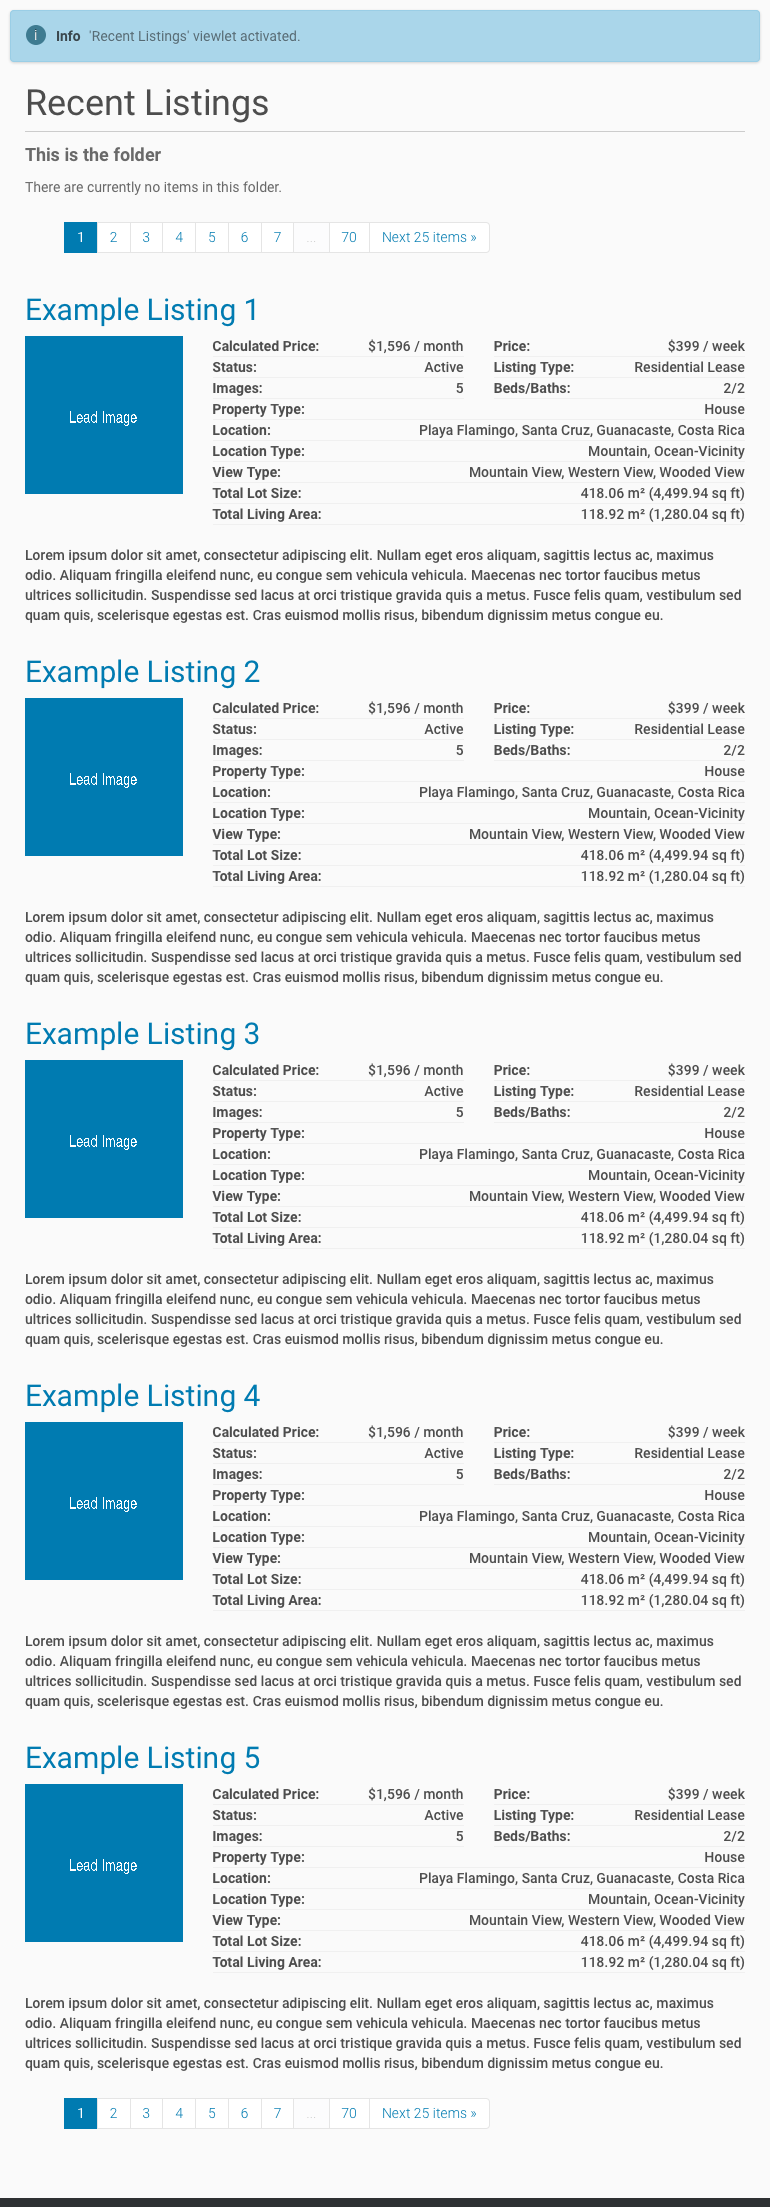 i Info 'Recent Listings' viewlet activated.
Recent Listings
This is the folder
There are currently no items in this folder.
1 2 3 4 5 6 7 ... 70 Next 25 items »
Example Listing 1
Lead Image
Calculated Price: $1,596 / month Price: $399 / week
Status: Active Listing Type: Residential Lease
Images: 5 Beds/Baths: 2/2
Property Type: House
Location: Playa Flamingo, Santa Cruz, Guanacaste, Costa Rica
Location Type: Mountain, Ocean-Vicinity
View Type: Mountain View, Western View, Wooded View
Total Lot Size: 418.06 m² (4,499.94 sq ft)
Total Living Area: 118.92 m² (1,280.04 sq ft)
Lorem ipsum dolor sit amet, consectetur adipiscing elit. Nullam eget eros aliquam, sagittis lectus ac, maximus
odio. Aliquam fringilla eleifend nunc, eu congue sem vehicula vehicula. Maecenas nec tortor faucibus metus
ultrices sollicitudin. Suspendisse sed lacus at orci tristique gravida quis a metus. Fusce felis quam, vestibulum sed
quam quis, scelerisque egestas est. Cras euismod mollis risus, bibendum dignissim metus congue eu.
Example Listing 2
Lead Image
Calculated Price: $1,596 / month Price: $399 / week
Status: Active Listing Type: Residential Lease
Images: 5 Beds/Baths: 2/2
Property Type: House
Location: Playa Flamingo, Santa Cruz, Guanacaste, Costa Rica
Location Type: Mountain, Ocean-Vicinity
View Type: Mountain View, Western View, Wooded View
Total Lot Size: 418.06 m² (4,499.94 sq ft)
Total Living Area: 118.92 m² (1,280.04 sq ft)
Lorem ipsum dolor sit amet, consectetur adipiscing elit. Nullam eget eros aliquam, sagittis lectus ac, maximus
odio. Aliquam fringilla eleifend nunc, eu congue sem vehicula vehicula. Maecenas nec tortor faucibus metus
ultrices sollicitudin. Suspendisse sed lacus at orci tristique gravida quis a metus. Fusce felis quam, vestibulum sed
quam quis, scelerisque egestas est. Cras euismod mollis risus, bibendum dignissim metus congue eu.
Example Listing 3
Lead Image
Calculated Price: $1,596 / month Price: $399 / week
Status: Active Listing Type: Residential Lease
Images: 5 Beds/Baths: 2/2
Property Type: House
Location: Playa Flamingo, Santa Cruz, Guanacaste, Costa Rica
Location Type: Mountain, Ocean-Vicinity
View Type: Mountain View, Western View, Wooded View
Total Lot Size: 418.06 m² (4,499.94 sq ft)
Total Living Area: 118.92 m² (1,280.04 sq ft)
Lorem ipsum dolor sit amet, consectetur adipiscing elit. Nullam eget eros aliquam, sagittis lectus ac, maximus
odio. Aliquam fringilla eleifend nunc, eu congue sem vehicula vehicula. Maecenas nec tortor faucibus metus
ultrices sollicitudin. Suspendisse sed lacus at orci tristique gravida quis a metus. Fusce felis quam, vestibulum sed
quam quis, scelerisque egestas est. Cras euismod mollis risus, bibendum dignissim metus congue eu.
Example Listing 4
Lead Image
Calculated Price: $1,596 / month Price: $399 / week
Status: Active Listing Type: Residential Lease
Images: 5 Beds/Baths: 2/2
Property Type: House
Location: Playa Flamingo, Santa Cruz, Guanacaste, Costa Rica
Location Type: Mountain, Ocean-Vicinity
View Type: Mountain View, Western View, Wooded View
Total Lot Size: 418.06 m² (4,499.94 sq ft)
Total Living Area: 118.92 m² (1,280.04 sq ft)
Lorem ipsum dolor sit amet, consectetur adipiscing elit. Nullam eget eros aliquam, sagittis lectus ac, maximus
odio. Aliquam fringilla eleifend nunc, eu congue sem vehicula vehicula. Maecenas nec tortor faucibus metus
ultrices sollicitudin. Suspendisse sed lacus at orci tristique gravida quis a metus. Fusce felis quam, vestibulum sed
quam quis, scelerisque egestas est. Cras euismod mollis risus, bibendum dignissim metus congue eu.
Example Listing 5
Lead Image
Calculated Price: $1,596 / month Price: $399 / week
Status: Active Listing Type: Residential Lease
Images: 5 Beds/Baths: 2/2
Property Type: House
Location: Playa Flamingo, Santa Cruz, Guanacaste, Costa Rica
Location Type: Mountain, Ocean-Vicinity
View Type: Mountain View, Western View, Wooded View
Total Lot Size: 418.06 m² (4,499.94 sq ft)
Total Living Area: 118.92 m² (1,280.04 sq ft)
Lorem ipsum dolor sit amet, consectetur adipiscing elit. Nullam eget eros aliquam, sagittis lectus ac, maximus
odio. Aliquam fringilla eleifend nunc, eu congue sem vehicula vehicula. Maecenas nec tortor faucibus metus
ultrices sollicitudin. Suspendisse sed lacus at orci tristique gravida quis a metus. Fusce felis quam, vestibulum sed
quam quis, scelerisque egestas est. Cras euismod mollis risus, bibendum dignissim metus congue eu.
1 2 3 4 5 6 7 ... 70 Next 25 items »